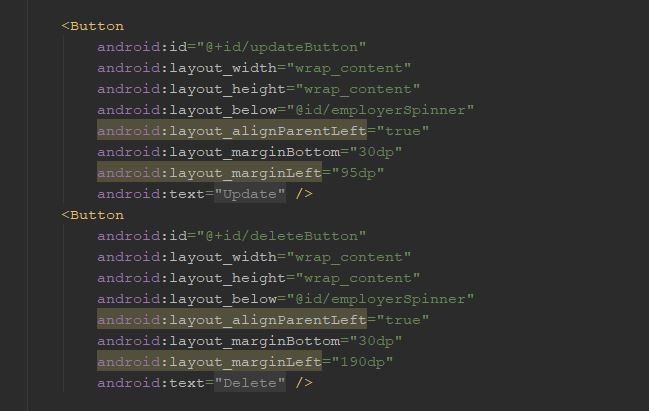 <Button
android:id="@+id/updateButton"
android:layout_width="wrap_content"
android:layout_height="wrap_content"
android:layout_below="@id/employerSpinner"
android:layout_alignParentLeft="true"
android:layout_marginBottom="30dp"
android:layout_marginLeft="95dp"
android:text="Update" />
<Button
android:id="@+id/deleteButton"
android:layout_width="wrap_content"
android:layout_height="wrap_content"
android:layout_below="@id/employerSpinner"
android:layout_alignParentLeft="true"
android:layout_marginBottom="30dp"
android:layout_marginLeft="190dp"
android:text="Delete" />